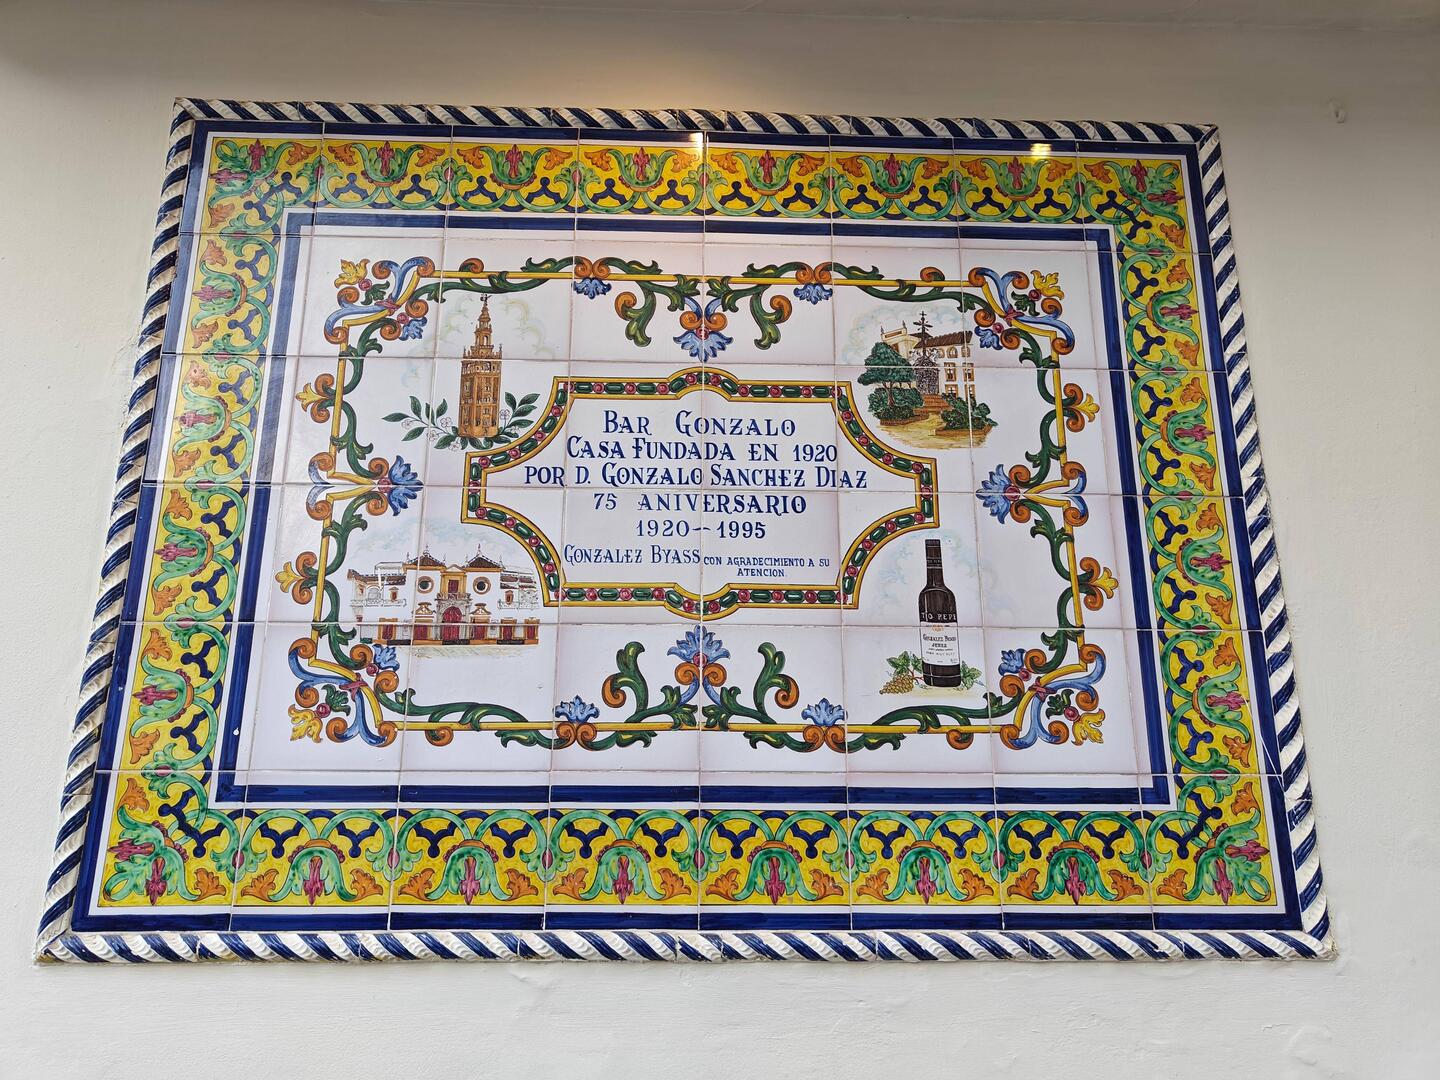 BAR GONZALO
CASA FUNDADA EN 1920
POR D. GONZALO SANCHEZ DIAZ
75 ANIVERSARIO
1920-1995
GONZALEZ BYASS CON AGRADECIMIENTO A SU
ATENCION.
TIO PEPE
GONZALEZ BYASS
JEREZ